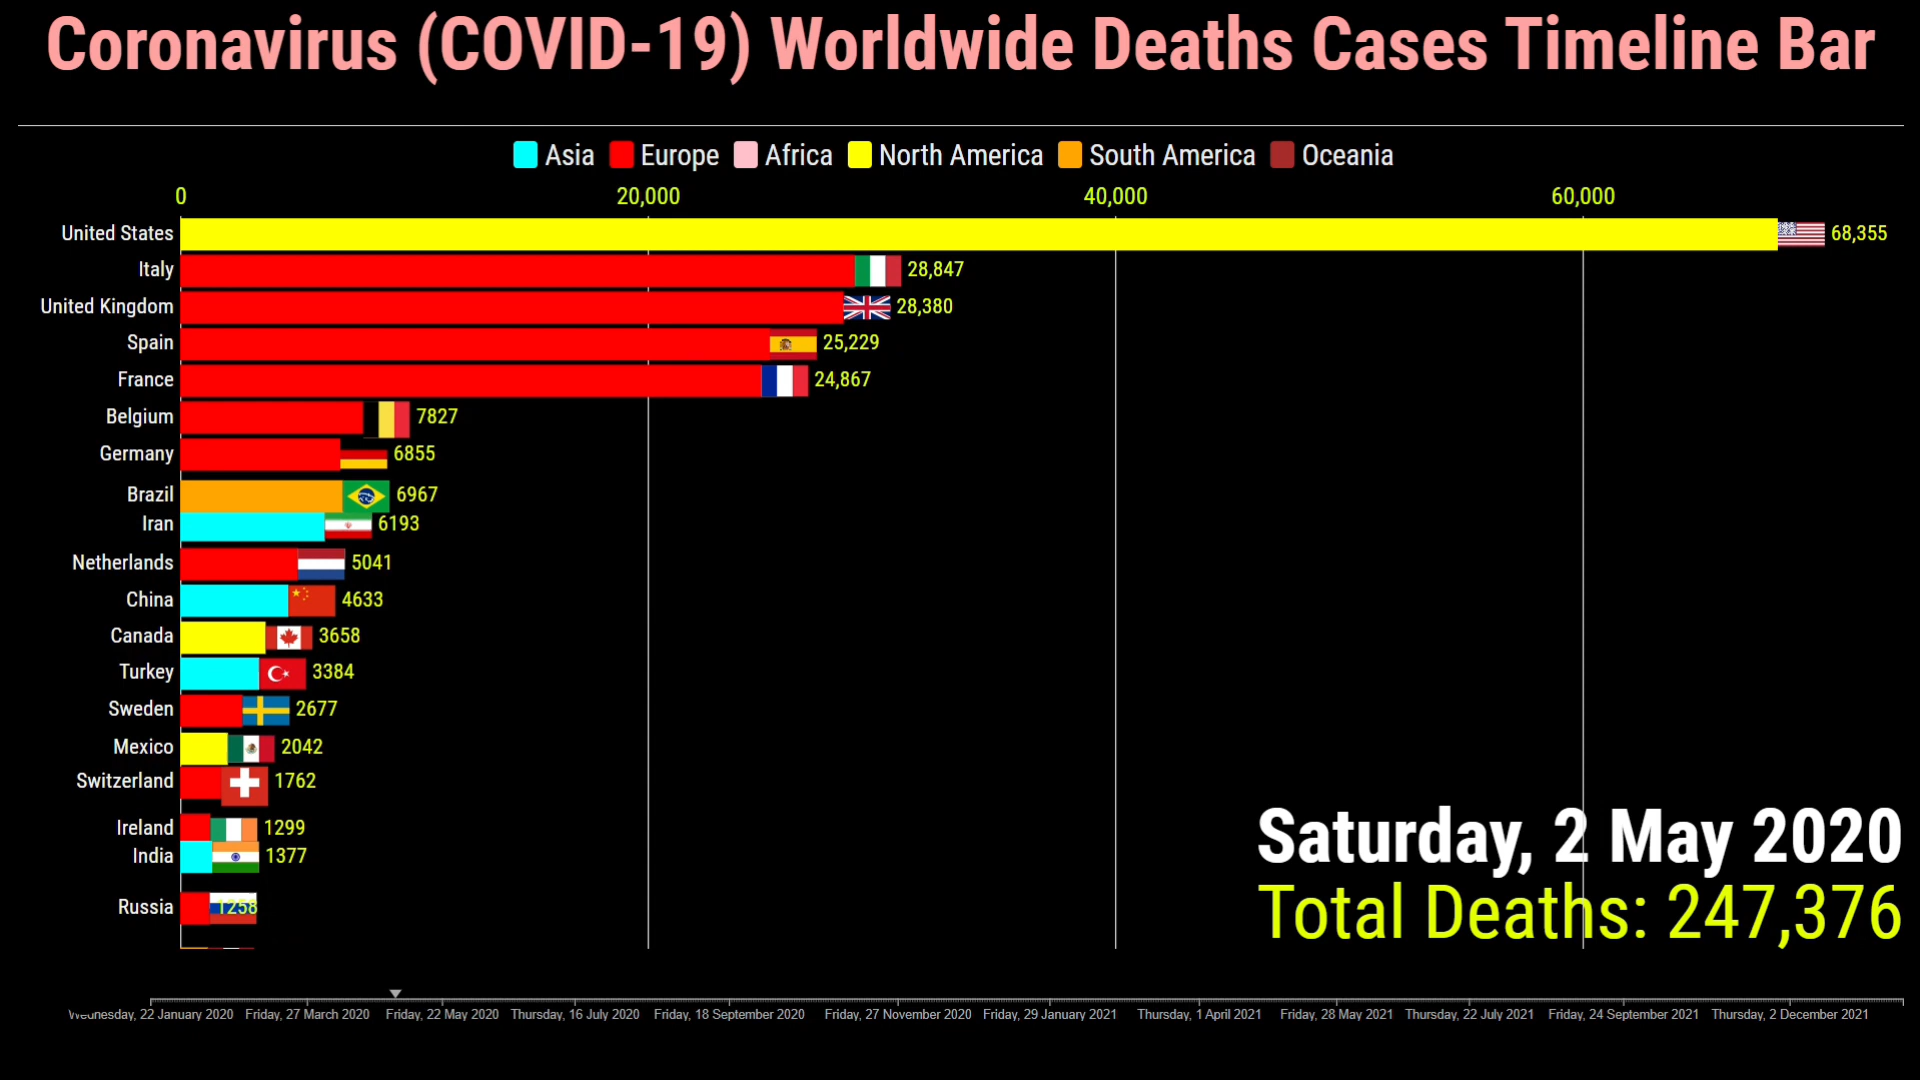 Coronavirus (COVID-19) Worldwide Deaths Cases Timeline Bar
Asia Europe Africa North America South America Oceania
0 20,000 40,000 60,000
United States 68,355
Italy 28,847
United Kingdom 28,380
Spain 25,229
France 24,867
Belgium 7827
Germany 6855
Brazil 6967
Iran 6193
Netherlands 5041
China 4633
Canada 3658
Turkey 3384
Sweden 2677
Mexico 2042
Switzerland 1762
Ireland 1299
India 1377
Russia 1258
Saturday, 2 May 2020
Total Deaths: 247,376
Wednesday, 22 January 2020 Friday, 27 March 2020 Friday, 22 May 2020 Thursday, 16 July 2020 Friday, 18 September 2020 Friday, 27 November 2020 Friday, 29 January 2021 Thursday, 1 April 2021 Friday, 28 May 2021 Thursday, 22 July 2021 Friday, 24 September 2021 Thursday, 2 December 2021